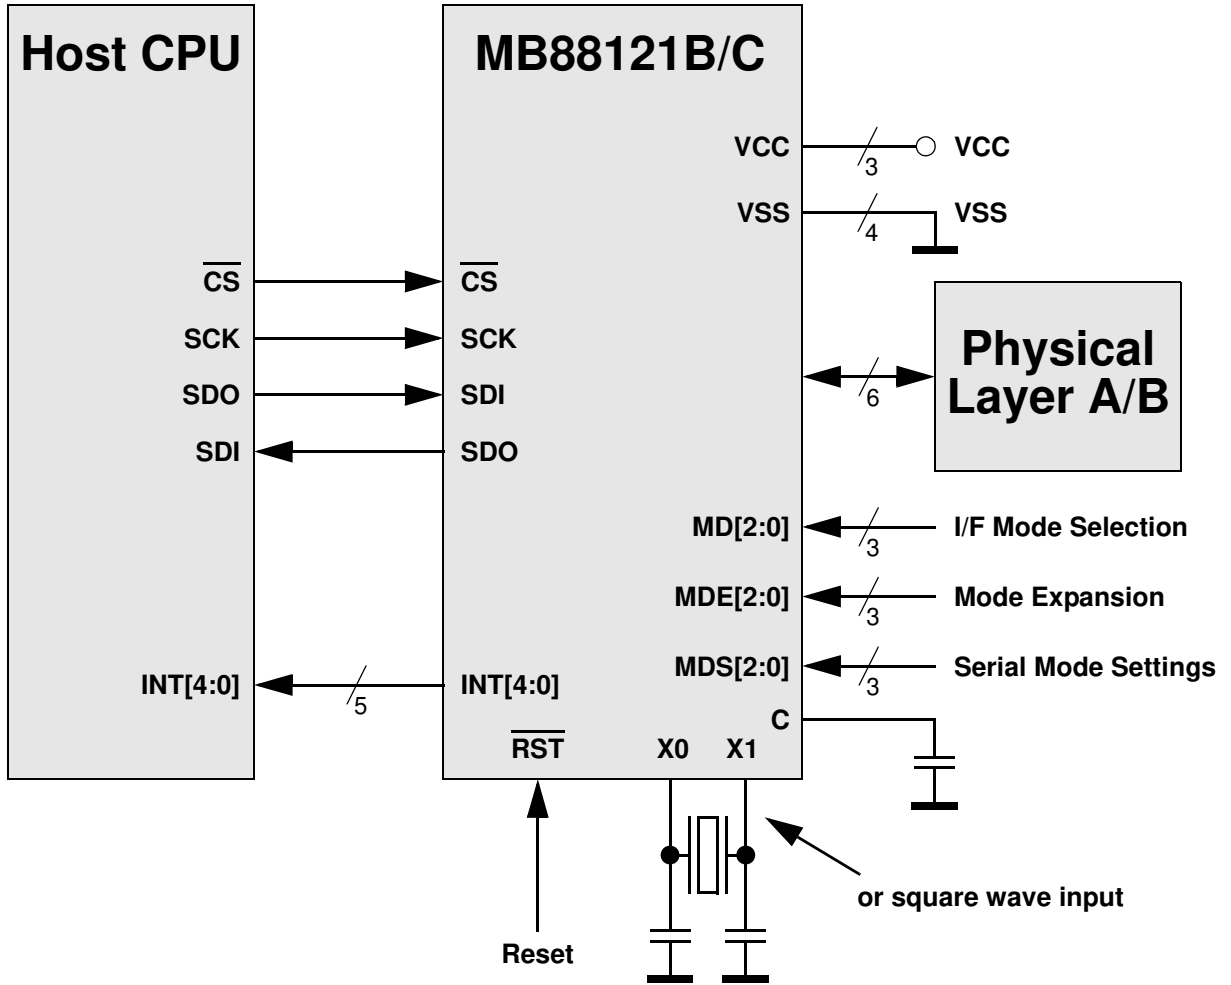 Host CPU
MB88121B/C
VCC
3
VCC
VSS
4
VSS
CS
CS
SCK
SCK
SDO
SDI
SDI
SDO
6
Physical
Layer A/B
MD[2:0]
3
I/F Mode Selection
MDE[2:0]
3
Mode Expansion
MDS[2:0]
3
Serial Mode Settings
INT[4:0]
5
INT[4:0]
C
RST
X0
X1
or square wave input
Reset